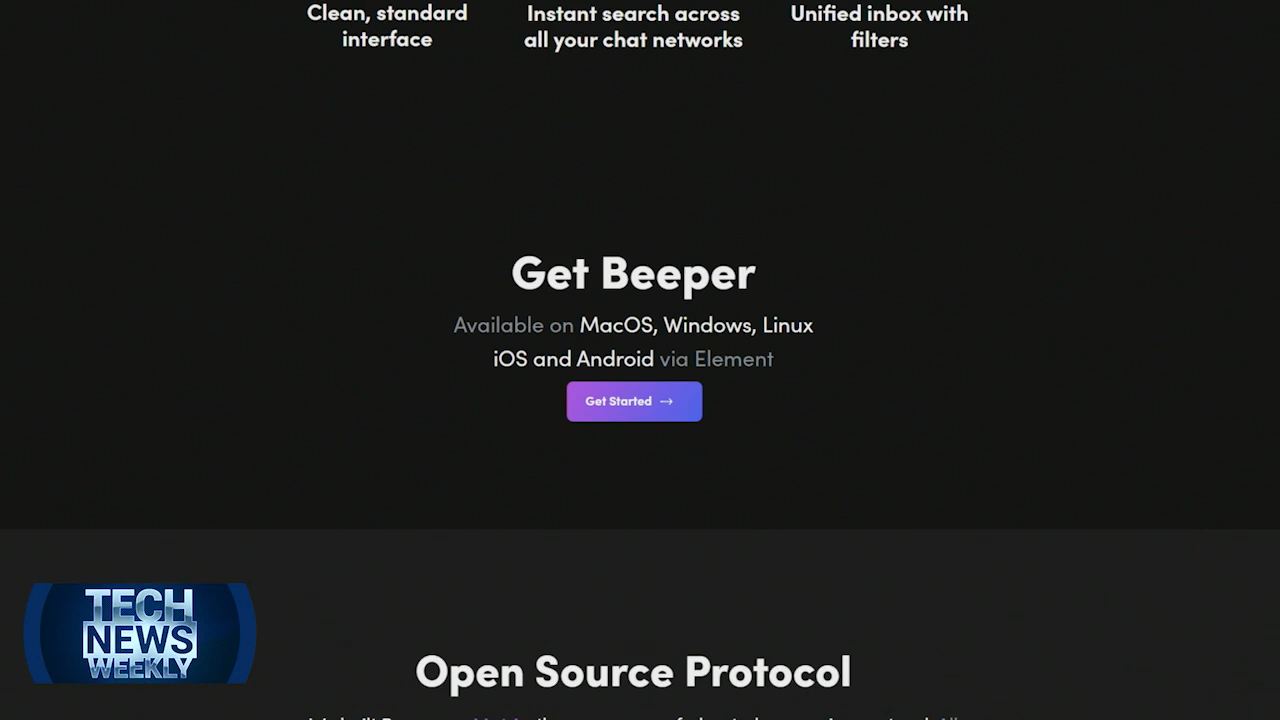 Clean, standard
interface
Instant search across
all your chat networks
Unified inbox with
filters
Get Beeper
Available on MacOS, Windows, Linux
iOS and Android via Element
Get Started →
TECH
NEWS
WEEKLY
Open Source Protocol